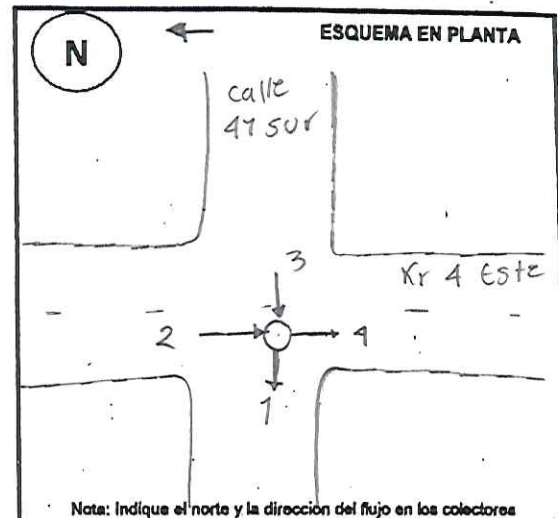 N
ESQUEMA EN PLANTA
calle
47 sur
3
Kr 4 Este
2
4
1
Nota: Indique el norte y la dirección del flujo en los colectores